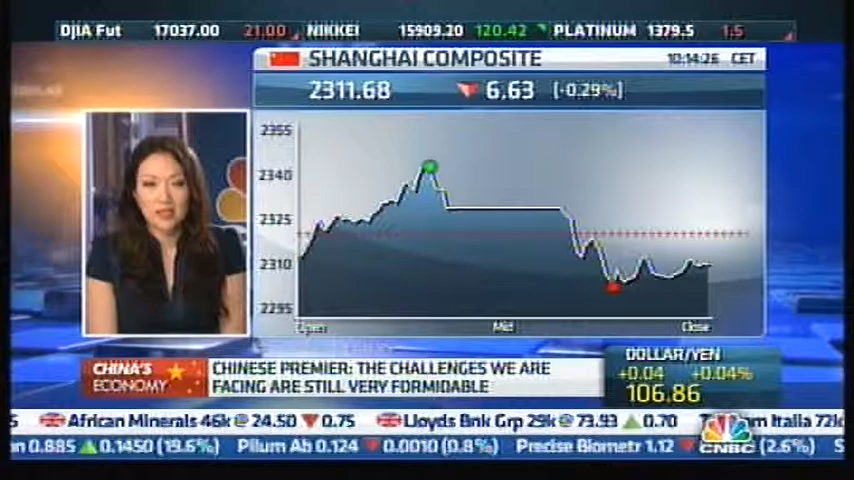 DJIA Fut 17037.00 21.00 NIKKEI 15909.20 120.42 PLATINUM 1379.5 1.5
SHANGHAI COMPOSITE 10:14:26 CET
2311.68 6,63 (-0.29%)
2355
2340
2325
2310
2295
Open Mid Close
CHINA'S
ECONOMY
CHINESE PREMIER: THE CHALLENGES WE ARE
FACING ARE STILL VERY FORMIDABLE
DOLLAR/YEN
+0.04 +0.04%
106.86
African Minerals 46k@24.50 0.75 Lloyds Bnk Grp 29k@73.93 0.70 m Italia 72k
n 0.885 0.1450 (19.6%) Pilum Ab 0.124 0.0010 (0.8%) Precise Biometr 1.12 (2.6%) S
CNBC